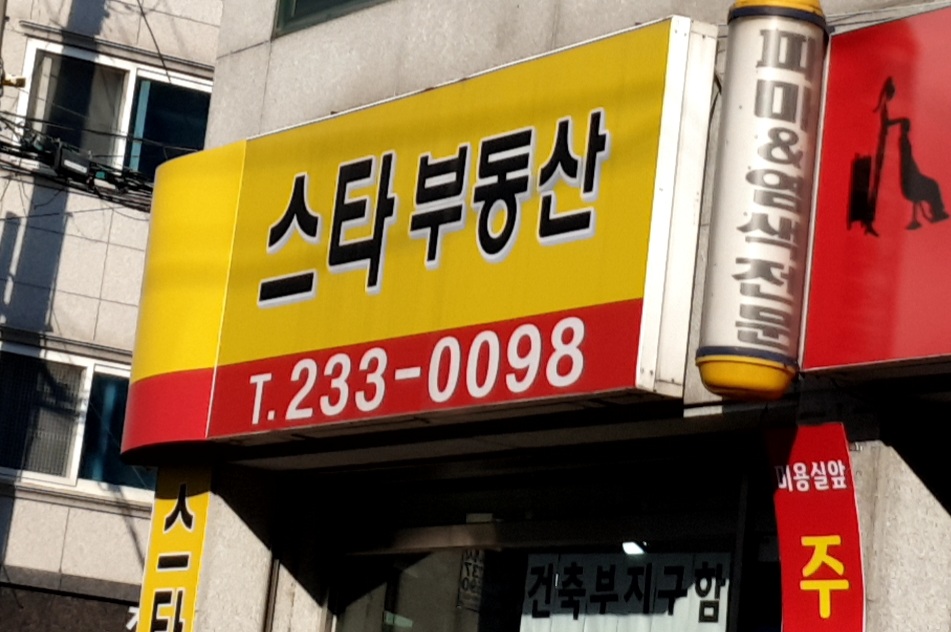 스타부동산
T. 233-0098
파마&염색전문
미용실앞
주
스타
건축부지구함